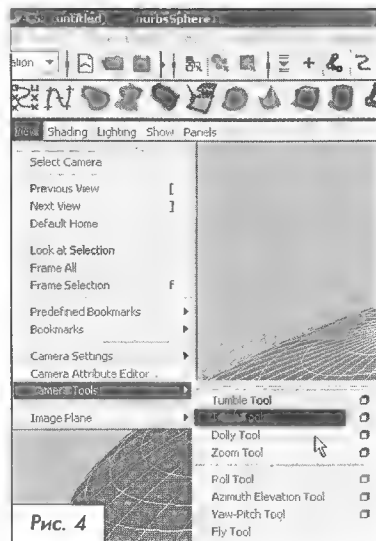 (untitled) nurbsSphere1
View Shading Lighting Show Panels
Select Camera
Previous View [
Next View ]
Default Home
Look at Selection
Frame All
Frame Selection F
Predefined Bookmarks
Bookmarks
Camera Settings
Camera Attribute Editor
Camera Tools
Tumble Tool
Dolly Tool
Zoom Tool
Image Plane
Roll Tool
Azimuth Elevation Tool
Yaw-Pitch Tool
Fly Tool
Рис. 4